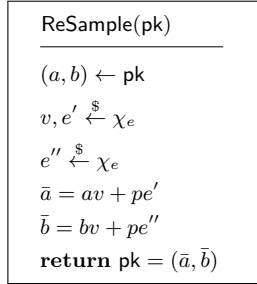 ReSample(pk)
(a, b) ← pk
v, e′ $← χₑ
e″ $← χₑ
ā = av + pe′
b̄ = bv + pe″
return pk = (ā, b̄)